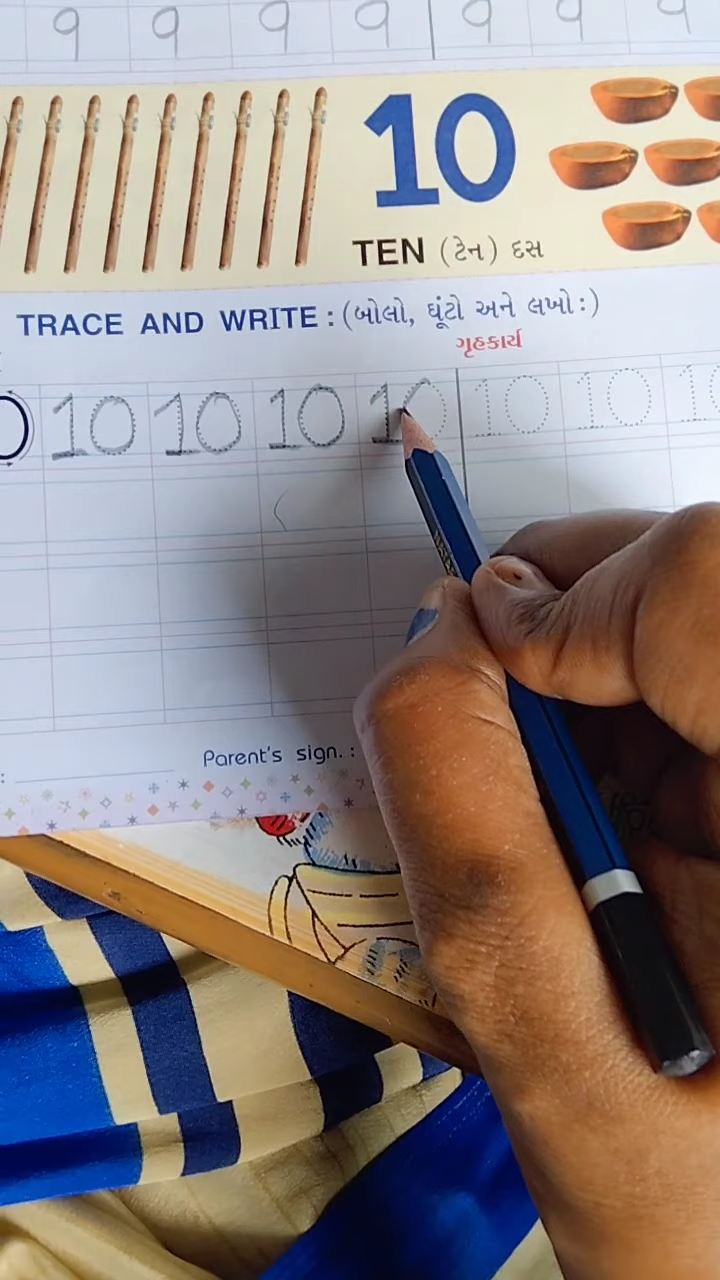 9 9 9 9 9 9 9
10
TEN (ટેન) દસ
TRACE AND WRITE : (બોલો, ઘૂંટો અને લખો :)
ગૃહકાર્ય
0 10 10 10 10 10 10 10
Parent's sign. :